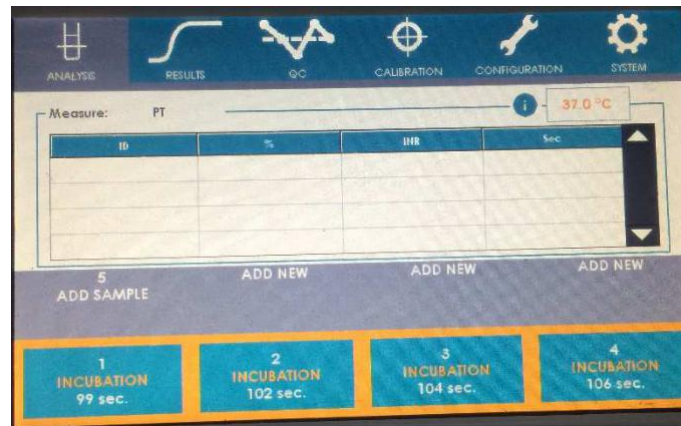 ANALYSIS RESULTS QC CALIBRATION CONFIGURATION SYSTEM
Measure: PT i 37.0 °C
ID % INR Sec
5 ADD NEW ADD NEW ADD NEW
ADD SAMPLE
1 2 3 4
INCUBATION INCUBATION INCUBATION INCUBATION
99 sec. 102 sec. 104 sec. 106 sec.